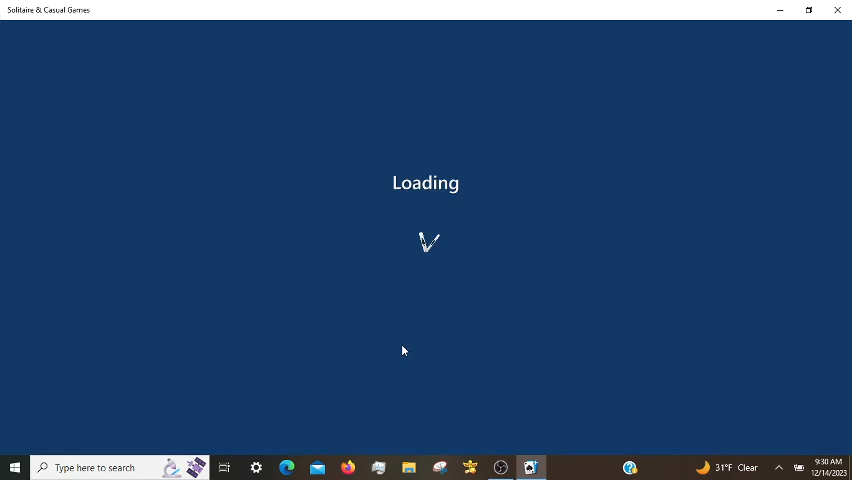 Solitaire & Casual Games
Loading
Type here to search
31°F Clear
9:30 AM
12/14/2023